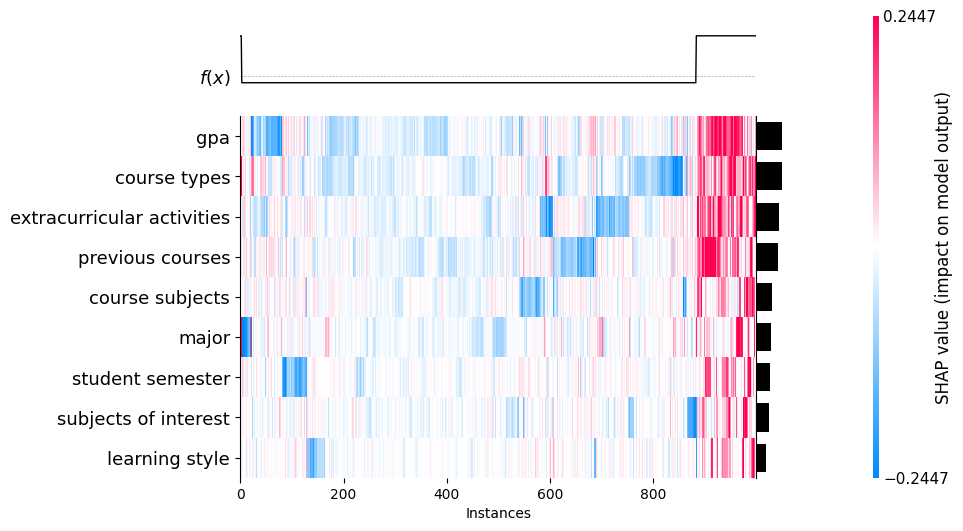 0.2447
f(x)
gpa
course types
extracurricular activities
previous courses
course subjects
major
student semester
subjects of interest
learning style
0 200 400 600 800
Instances
SHAP value (impact on model output)
−0.2447